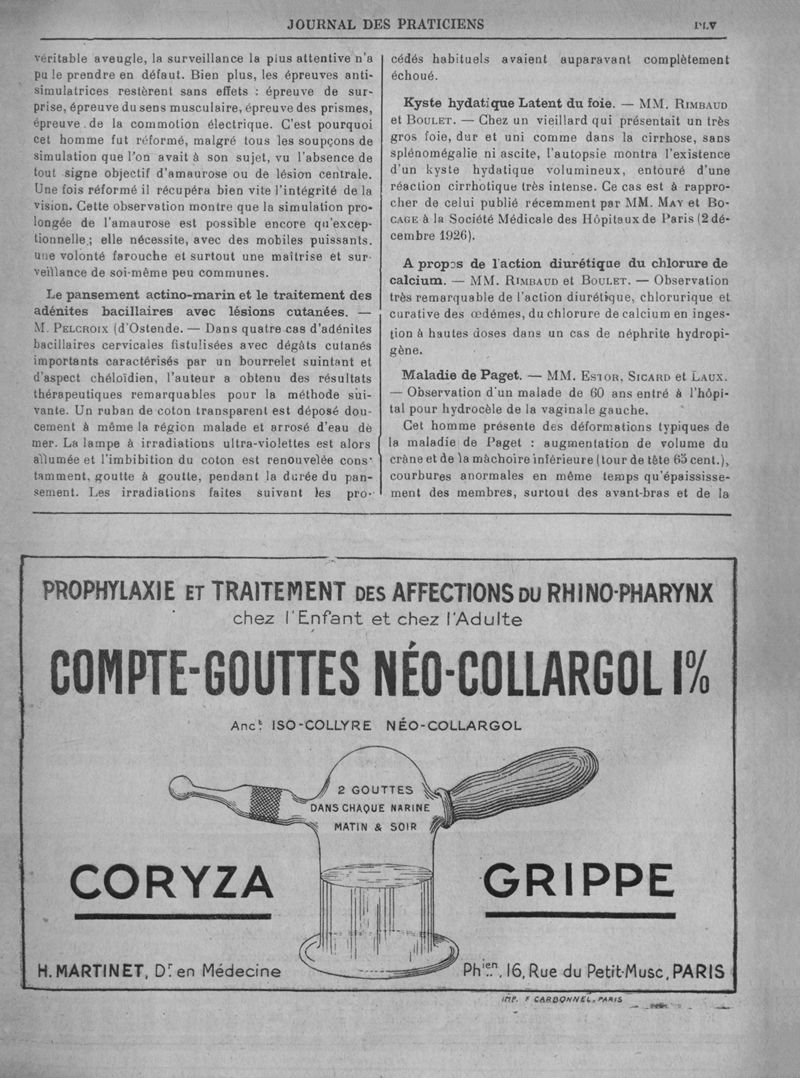 JOURNAL DES PRATICIENS
PL.V
véritable aveugle, la surveillance la plus attentive n'a
pu le prendre en défaut. Bien plus, les épreuves anti-
simulatrices restèrent sans effets : épreuve de sur-
prise, épreuve du sens musculaire, épreuve des prismes,
épreuve de la commotion électrique. C'est pourquoi
cet homme fut réformé, malgré tous les soupçons de
simulation que l'on avait à son sujet, vu l'absence de
tout signe objectif d'amaurose ou de lésion centrale.
Une fois réformé il récupéra bien vite l'intégrité de la
vision. Cette observation montre que la simulation pro-
longée de l'amaurose est possible encore qu'excep-
tionnelle ; elle nécessite, avec des mobiles puissants.
une volonté farouche et surtout une maîtrise et sur-
veillance de soi-même peu communes.
Le pansement actino-marin et le traitement des
adénites bacillaires avec lésions cutanées. —
M. PELCROIX (d'Ostende. — Dans quatre cas d'adénites
bacillaires cervicales fistulisées avec dégâts cutanés
importants caractérisés par un bourrelet suintant et
d'aspect chéloïdien, l'auteur a obtenu des résultats
thérapeutiques remarquables pour la méthode sui-
vante. Un ruban de coton transparent est déposé dou-
cement à même la région malade et arrosé d'eau de
mer. La lampe à irradiations ultra-violettes est alors
allumée et l'imbibition du coton est renouvelée cons-
tamment, goutte à goutte, pendant la durée du pan-
sement. Les irradiations faites suivant les pro-
cédés habituels avaient auparavant complètement
échoué.
Kyste hydatique Latent du foie. — MM. RIMBAUD
et BOULET. — Chez un vieillard qui présentait un très
gros foie, dur et uni comme dans la cirrhose, sans
splénomégalie ni ascite, l'autopsie montra l'existence
d'un kyste hydatique volumineux, entouré d'une
réaction cirrhotique très intense. Ce cas est à rappro-
cher de celui publié récemment par MM. MAY et BO-
CAGE à la Société Médicale des Hôpitaux de Paris (2 dé-
cembre 1926).
A propos de l'action diurétique du chlorure de
calcium. — MM. RIMBAUD et BOULET. — Observation
très remarquable de l'action diurétique, chlorurique et
curative des œdémes, du chlorure de calcium en inges-
tion à hautes doses dans un cas de néphrite hydropi-
gène.
Maladie de Paget. — MM. ESTOR, SICARD et LAUX.
— Observation d'un malade de 60 ans entré à l'hôpi-
tal pour hydrocèle de la vaginale gauche.
Cet homme présente des déformations typiques de
la maladie de Paget : augmentation de volume du
crâne et de la mâchoire inférieure (tour de tête 65 cent.),
courbures anormales en même temps qu'épaississe-
ment des membres, surtout des avant-bras et de la
PROPHYLAXIE ET TRAITEMENT DES AFFECTIONS DU RHINO-PHARYNX
chez l'Enfant et chez l'Adulte
COMPTE-GOUTTES NÉO-COLLARGOL 1%
Anct ISO-COLLYRE NÉO-COLLARGOL
2 GOUTTES
DANS CHAQUE NARINE
MATIN & SOIR
CORYZA
GRIPPE
H. MARTINET, Dr en Médecine
Phien, 16, Rue du Petit-Musc, PARIS
IMP. F CARBONNEL. PARIS